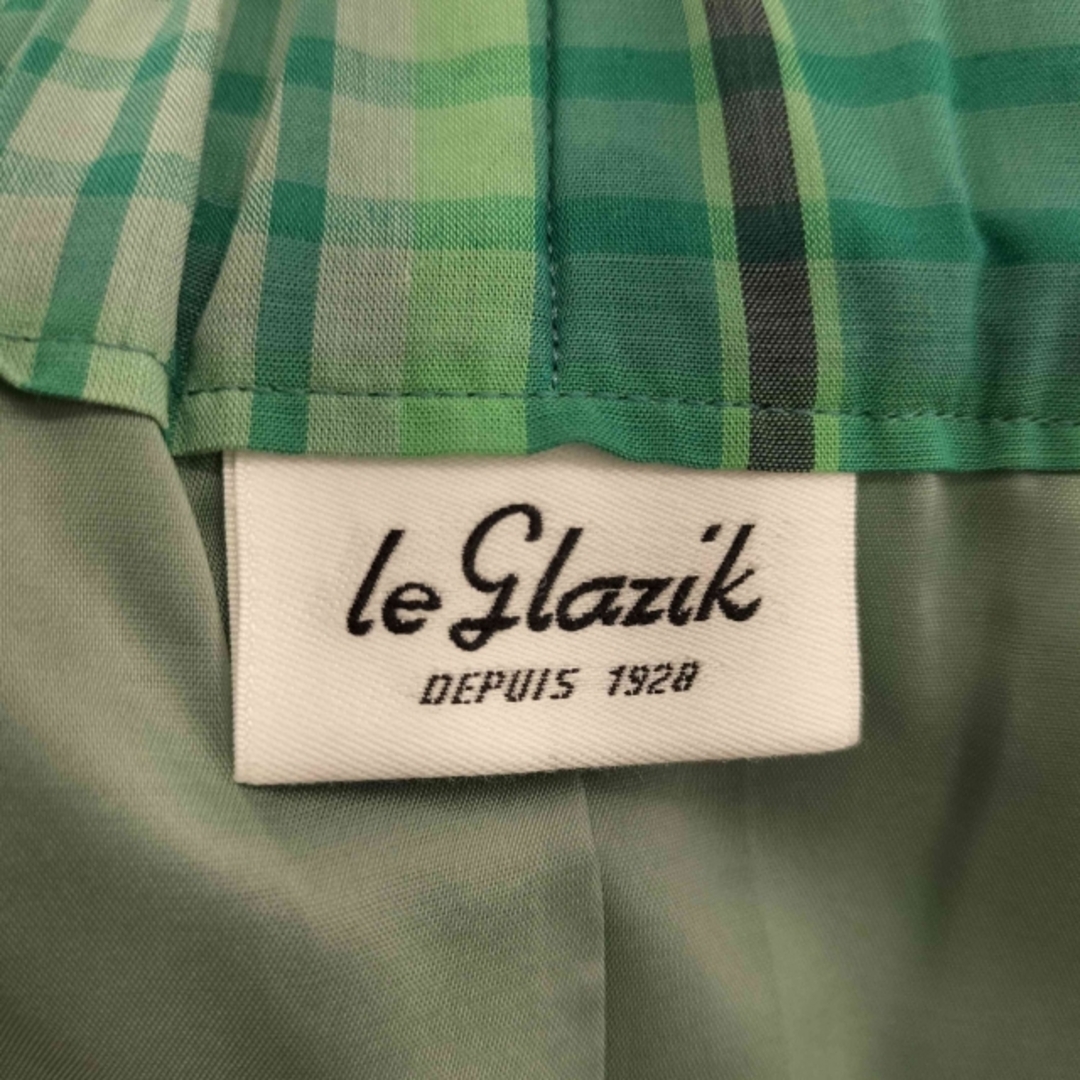 le Glazik
DEPUIS 1928